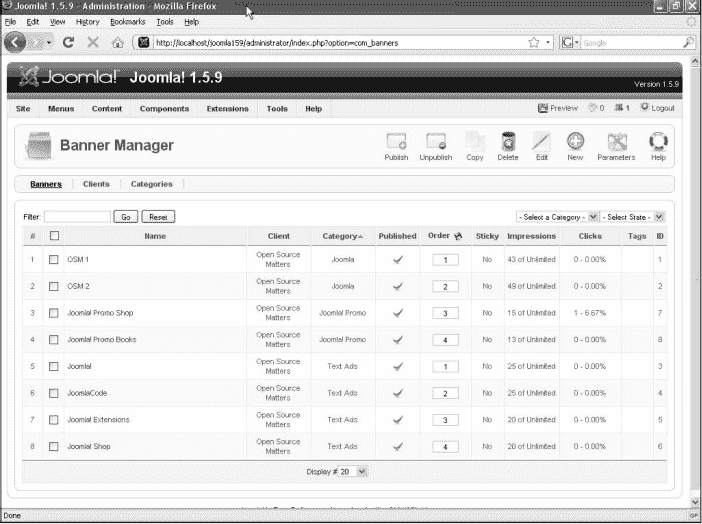 Joomla! 1.5.9 - Administration - Mozilla Firefox
File Edit View History Bookmarks Tools Help
http://localhost/joomla159/administrator/index.php?option=com_banners
Google
Joomla! Joomla! 1.5.9
Version 1.5.9
Site Menus Content Components Extensions Tools Help Preview 0 1 Logout
Banner Manager
Publish Unpublish Copy Delete Edit New Parameters Help
Banners Clients Categories
Filter: Go Reset - Select a Category - - Select State -
# Name Client Category Published Order Sticky Impressions Clicks Tags ID
1 OSM 1 Open Source Matters Joomla 1 No 43 of Unlimited 0 - 0.00% 1
2 OSM 2 Open Source Matters Joomla 2 No 49 of Unlimited 0 - 0.00% 2
3 Joomla! Promo Shop Open Source Matters Joomla! Promo 3 No 15 of Unlimited 1 - 6.67% 7
4 Joomla! Promo Books Open Source Matters Joomla! Promo 4 No 13 of Unlimited 0 - 0.00% 8
5 Joomla! Open Source Matters Text Ads 1 No 25 of Unlimited 0 - 0.00% 3
6 JoomlaCode Open Source Matters Text Ads 2 No 25 of Unlimited 0 - 0.00% 4
7 Joomla! Extensions Open Source Matters Text Ads 3 No 20 of Unlimited 0 - 0.00% 5
8 Joomla! Shop Open Source Matters Text Ads 4 No 20 of Unlimited 0 - 0.00% 6
Display # 20
Done